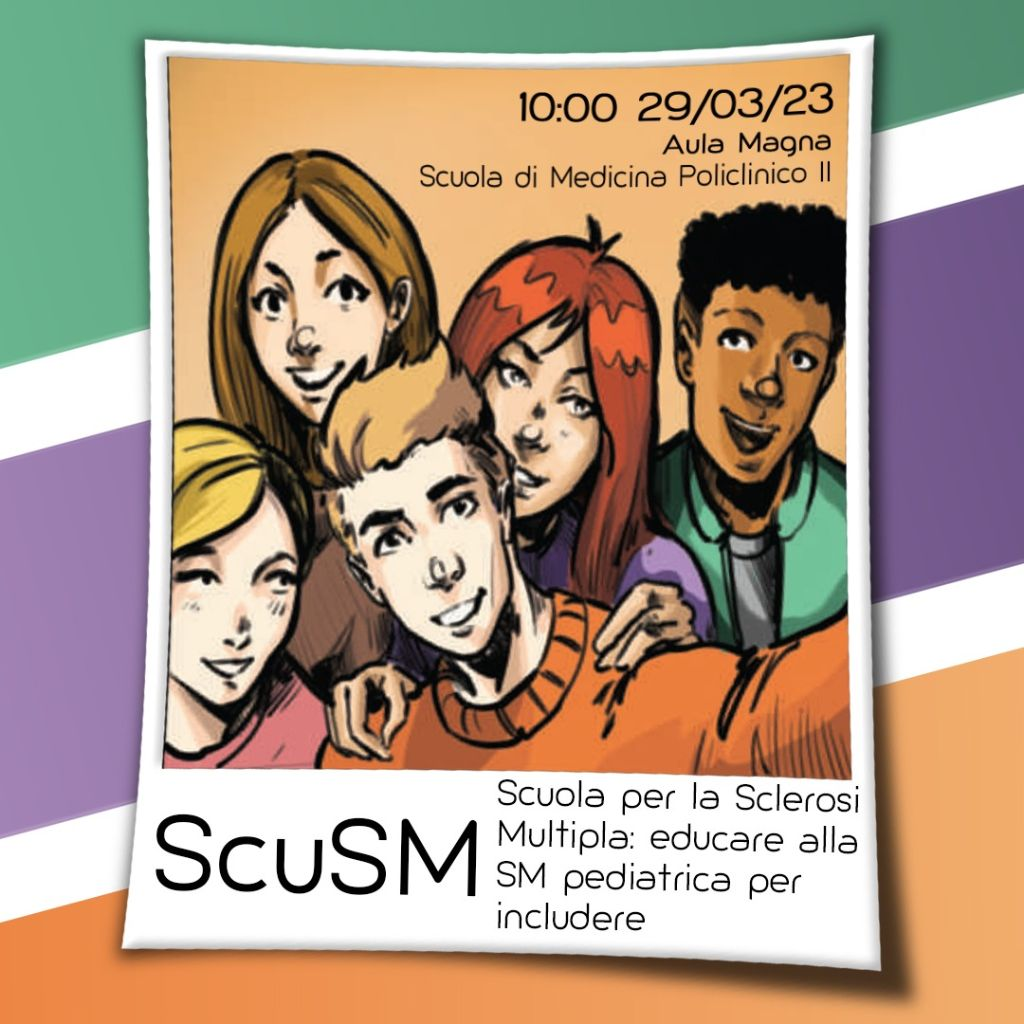 10:00 29/03/23
Aula Magna
Scuola di Medicina Policlinico II
ScuSM
Scuola per la Sclerosi
Multipla: educare alla
SM pediatrica per
includere